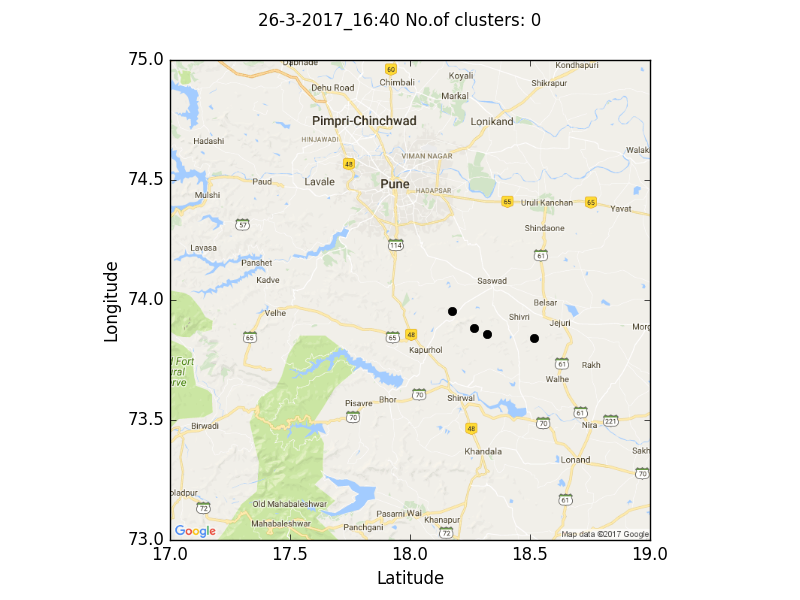 26-3-2017_16:40 No.of clusters: 0
75.0
60
Kondhapuri
Koyali
Chimbali
Shikrapur
Dehu Road
Markal
Pimpri-Chinchwad
Lonikand
HINJAWADI
Hadashi
VIMAN NAGAR
48
74.5
Paud
Lavale
Pune
HADAPSAR
Mulshi
65
Uruli Kanchan
65
Yavat
57
Shindaone
114
Lavasa
61
Panshet
Kadve
Saswad
74.0
Belsar
Velhe
Shivri
Jejuri
65
65
48
Kapurhol
Fort
61
Rakh
Walhe
70
Bhor
Shirwal
Pisavre
61
73.5
70
70
221
Birwadi
48
Nira
Khandala
Lonand
70
61
72
Old Mahabaleshwar
Pasarni Wai
Khanapur
Mahabaleshwar
Panchgani
72
Google
Map data ©2017 Google
73.0
17.0
17.5
18.0
18.5
19.0
Longitude
Latitude